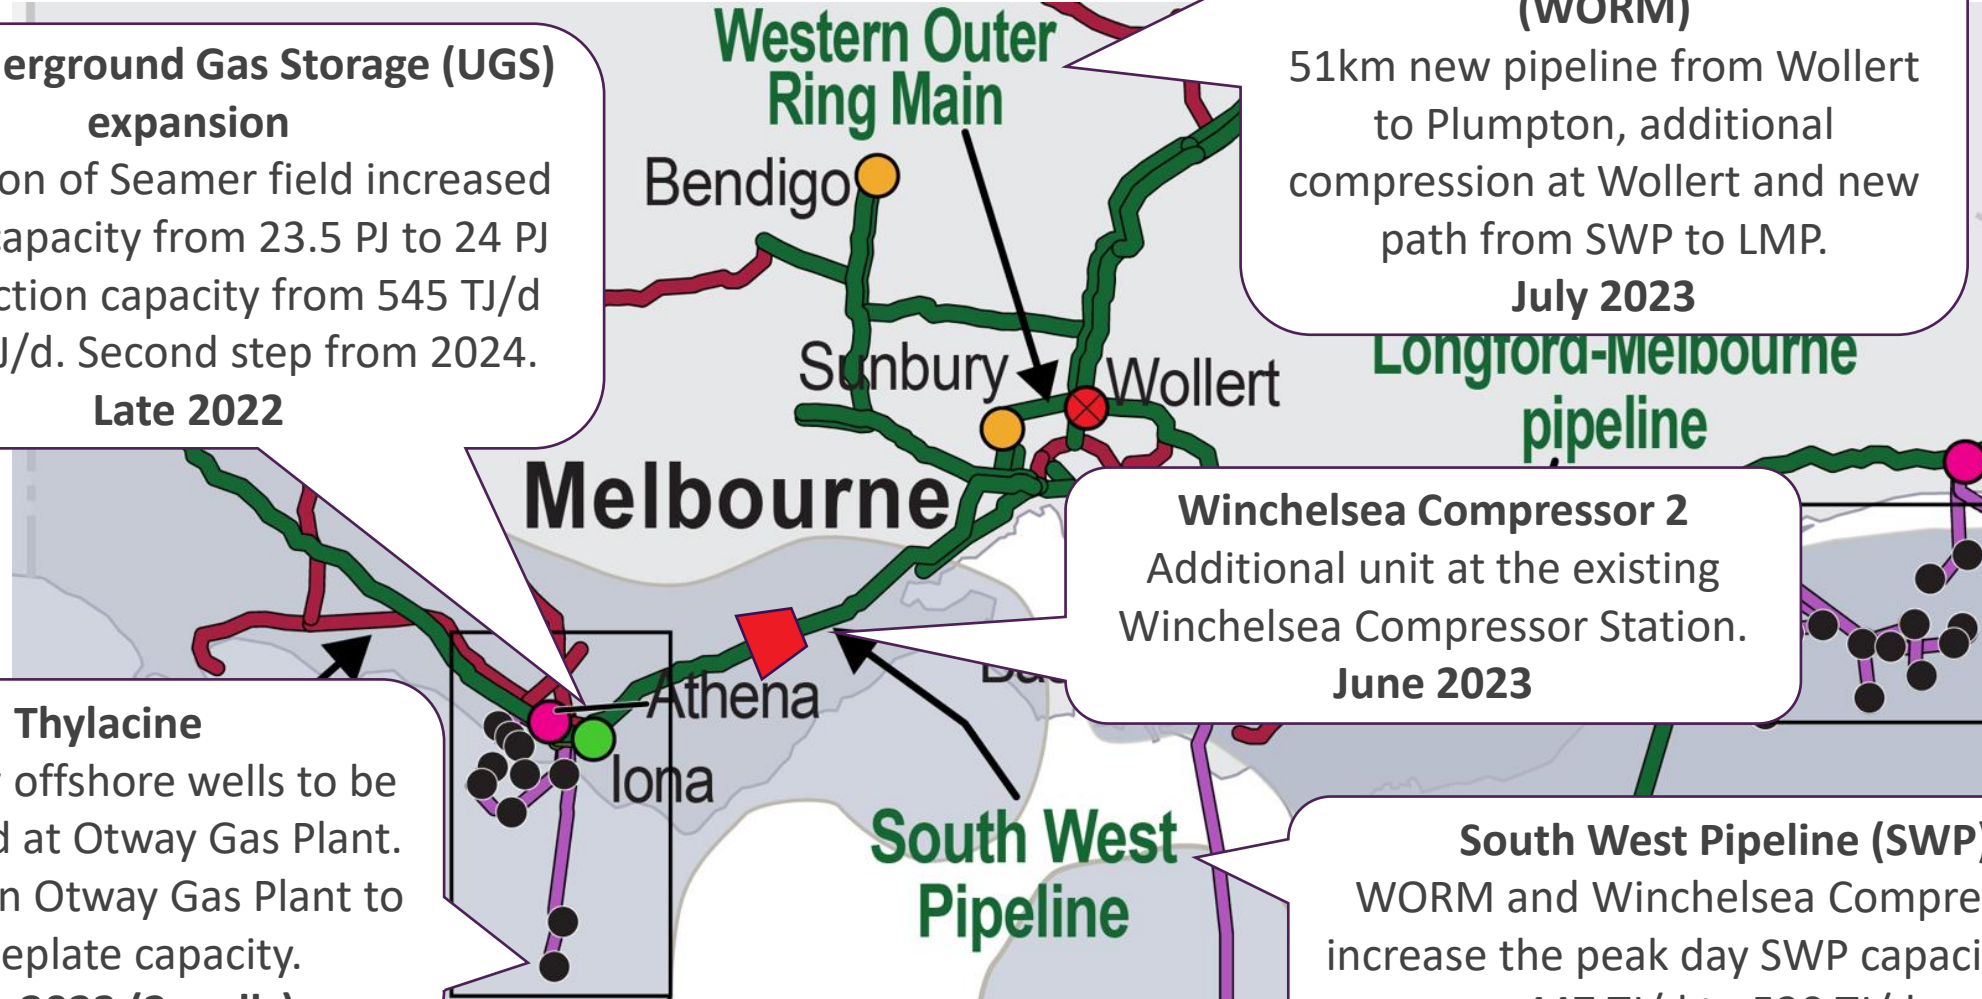 erground Gas Storage (UGS)
expansion
on of Seamer field increased
capacity from 23.5 PJ to 24 PJ
ction capacity from 545 TJ/d
J/d. Second step from 2024.
Late 2022
Western Outer
Ring Main
(WORM)
51km new pipeline from Wollert
to Plumpton, additional
compression at Wollert and new
path from SWP to LMP.
July 2023
Bendigo
Sunbury
Wollert
Longford-Melbourne
pipeline
Melbourne
Winchelsea Compressor 2
Additional unit at the existing
Winchelsea Compressor Station.
June 2023
Athena
Iona
Thylacine
offshore wells to be
d at Otway Gas Plant.
n Otway Gas Plant to
eplate capacity.
South West
Pipeline
South West Pipeline (SWP)
WORM and Winchelsea Compre
increase the peak day SWP capaci